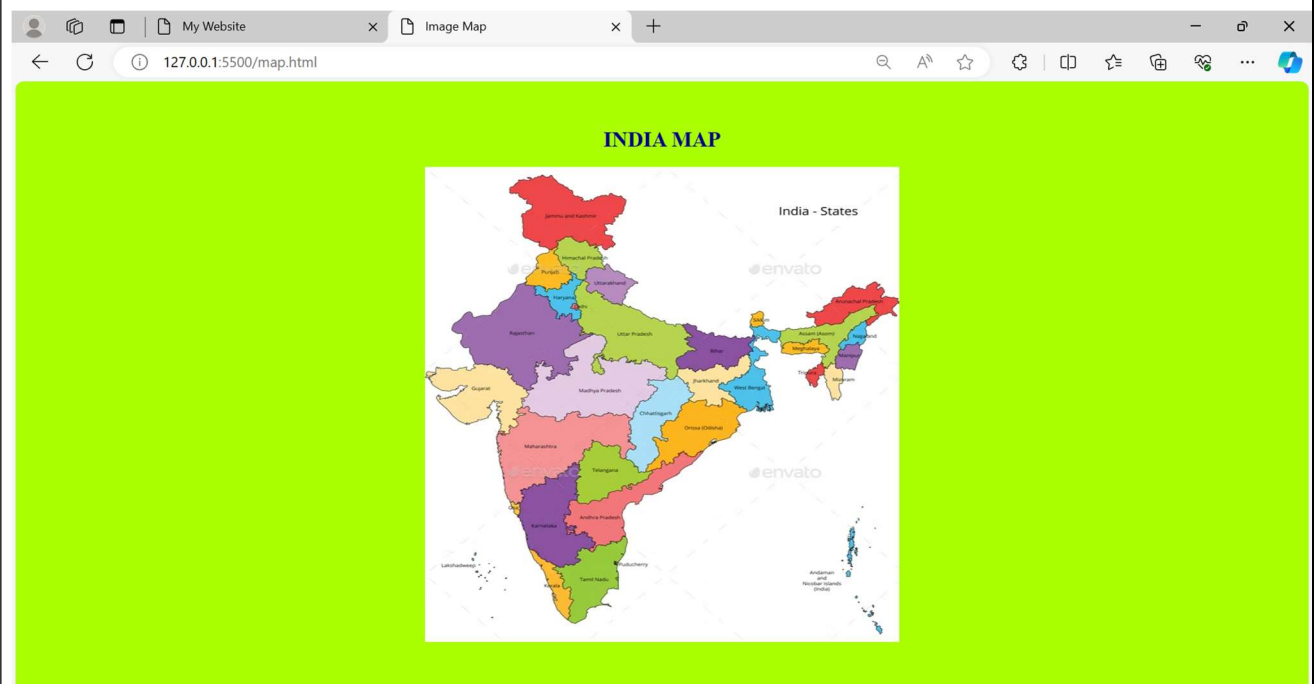 My Website
Image Map
127.0.0.1:5500/map.html
INDIA MAP
India - States
Jammu and Kashmir
Himachal Pradesh
Punjab
Uttarakhand
Haryana
Delhi
Rajasthan
Uttar Pradesh
Bihar
Sikkim
Arunachal Pradesh
Assam (Asom)
Nagaland
Meghalaya
Manipur
Tripura
Mizoram
Gujarat
Madhya Pradesh
Jharkhand
West Bengal
Chhattisgarh
Orissa (Odisha)
Maharashtra
Telangana
Goa
Karnataka
Andhra Pradesh
Lakshadweep
Kerala
Tamil Nadu
Puducherry
Andaman
and
Nicobar Islands
(India)
envato
envato
envato
envato